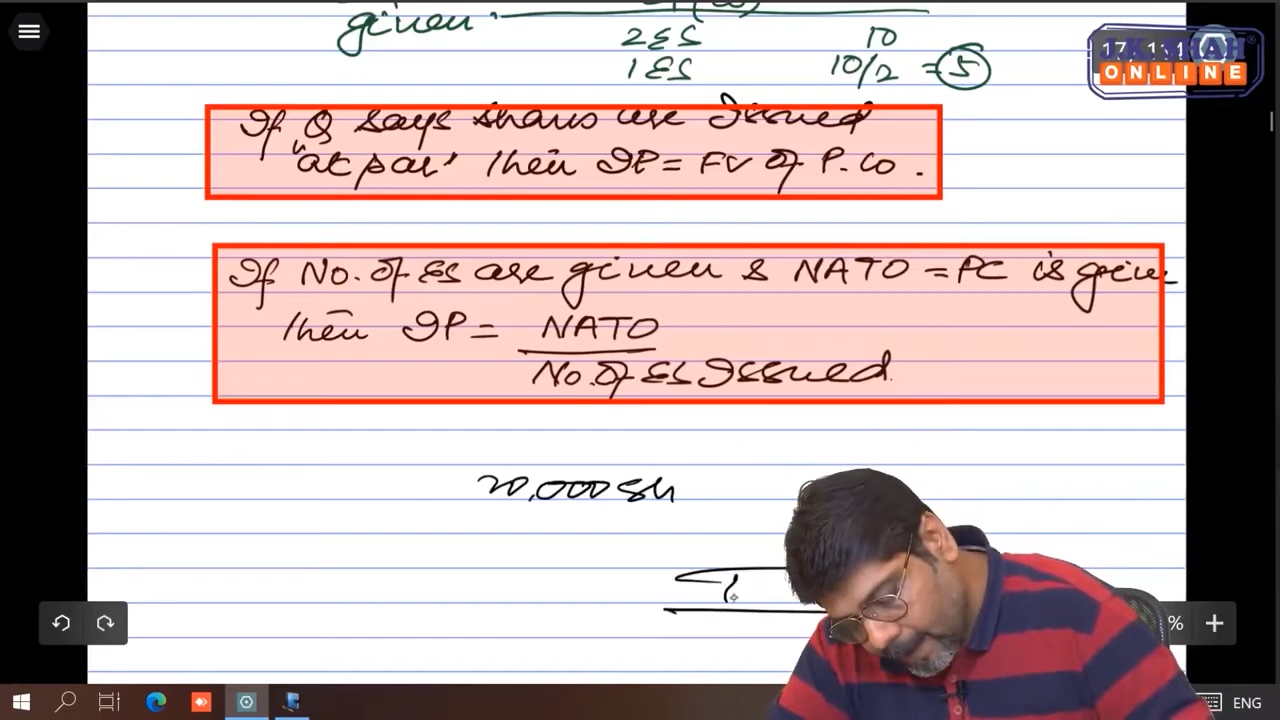 given.
2ES 10
1 ES 10/2 = 5
J.K. SHAH
ONLINE
If Q says shares are Issued
"at par" then IP = FV of P. Co.
If No. of ES are given & NATO = PC is given
then IP = NATO
No. of ES Issued.
20,000 Sh
%
ENG